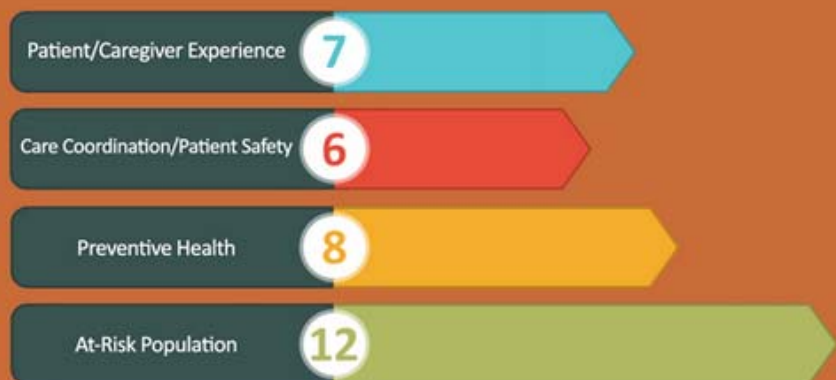 Patient/Caregiver Experience 7
Care Coordination/Patient Safety 6
Preventive Health 8
At-Risk Population 12